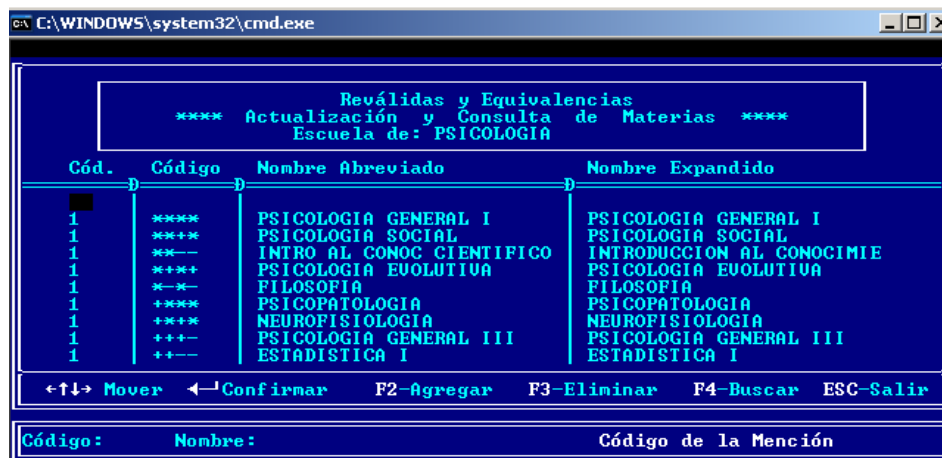 C:\WINDOWS\system32\cmd.exe
Reválidas y Equivalencias
**** Actualización y Consulta de Materias ****
Escuela de: PSICOLOGIA
Cód. Código Nombre Abreviado Nombre Expandido
1 **** PSICOLOGIA GENERAL I PSICOLOGIA GENERAL I
1 **+* PSICOLOGIA SOCIAL PSICOLOGIA SOCIAL
1 **-- INTRO AL CONOC CIENTIFICO INTRODUCCION AL CONOCIMIE
1 *+*+ PSICOLOGIA EVOLUTIVA PSICOLOGIA EVOLUTIVA
1 *-*- FILOSOFIA FILOSOFIA
1 +*** PSICOPATOLOGIA PSICOPATOLOGIA
1 +*+* NEUROFISIOLOGIA NEUROFISIOLOGIA
1 +++- PSICOLOGIA GENERAL III PSICOLOGIA GENERAL III
1 ++-- ESTADISTICA I ESTADISTICA I
←↑↓→ Mover ◄─┘Confirmar F2-Agregar F3-Eliminar F4-Buscar ESC-Salir
Código: Nombre: Código de la Mención